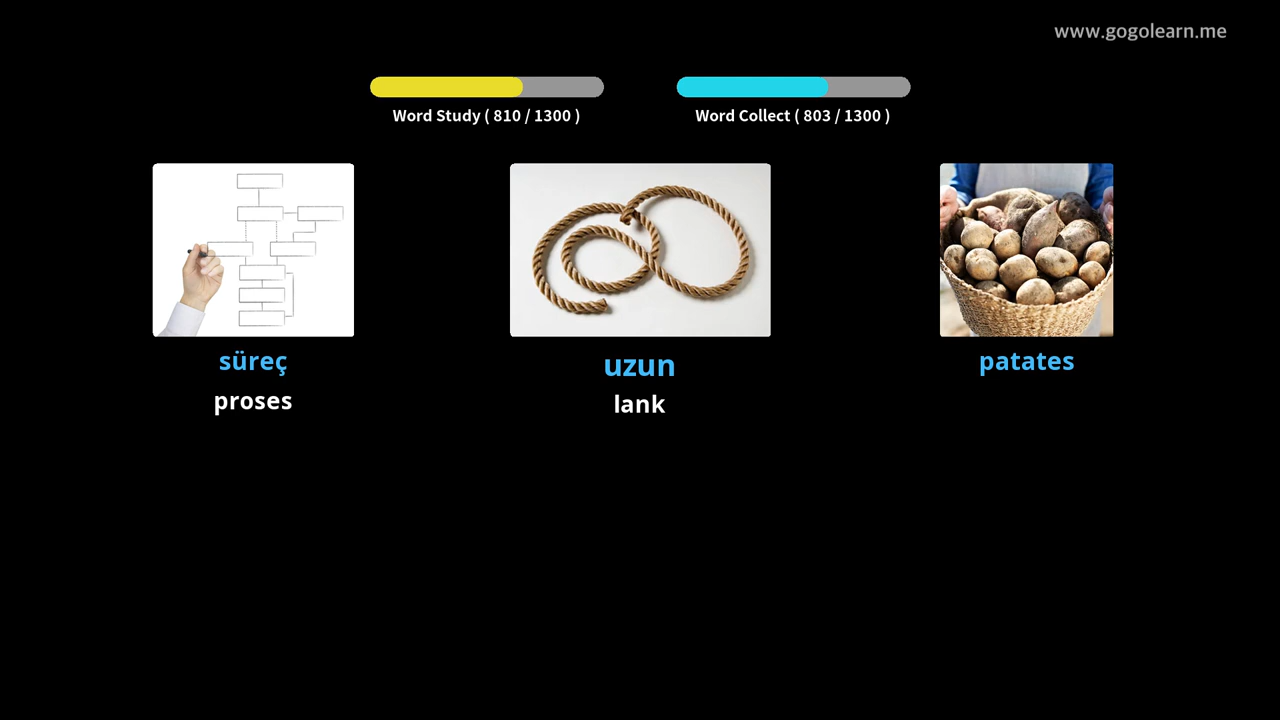 www.gogolearn.me
Word Study ( 810 / 1300 )
Word Collect ( 803 / 1300 )
süreç
proses
uzun
lank
patates